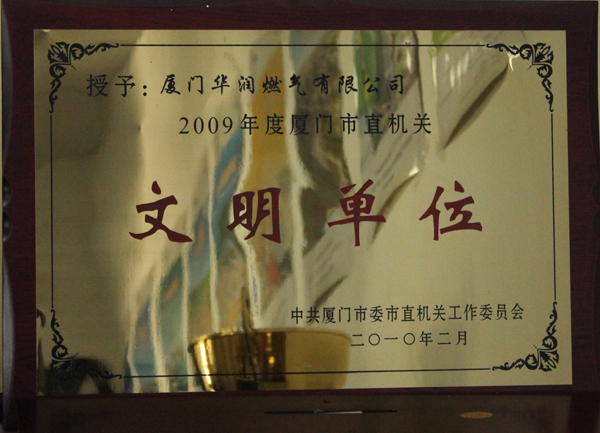 授予：厦门华润燃气有限公司
2009年度厦门市直机关
文明单位
中共厦门市委市直机关工作委员会
二〇一〇年二月